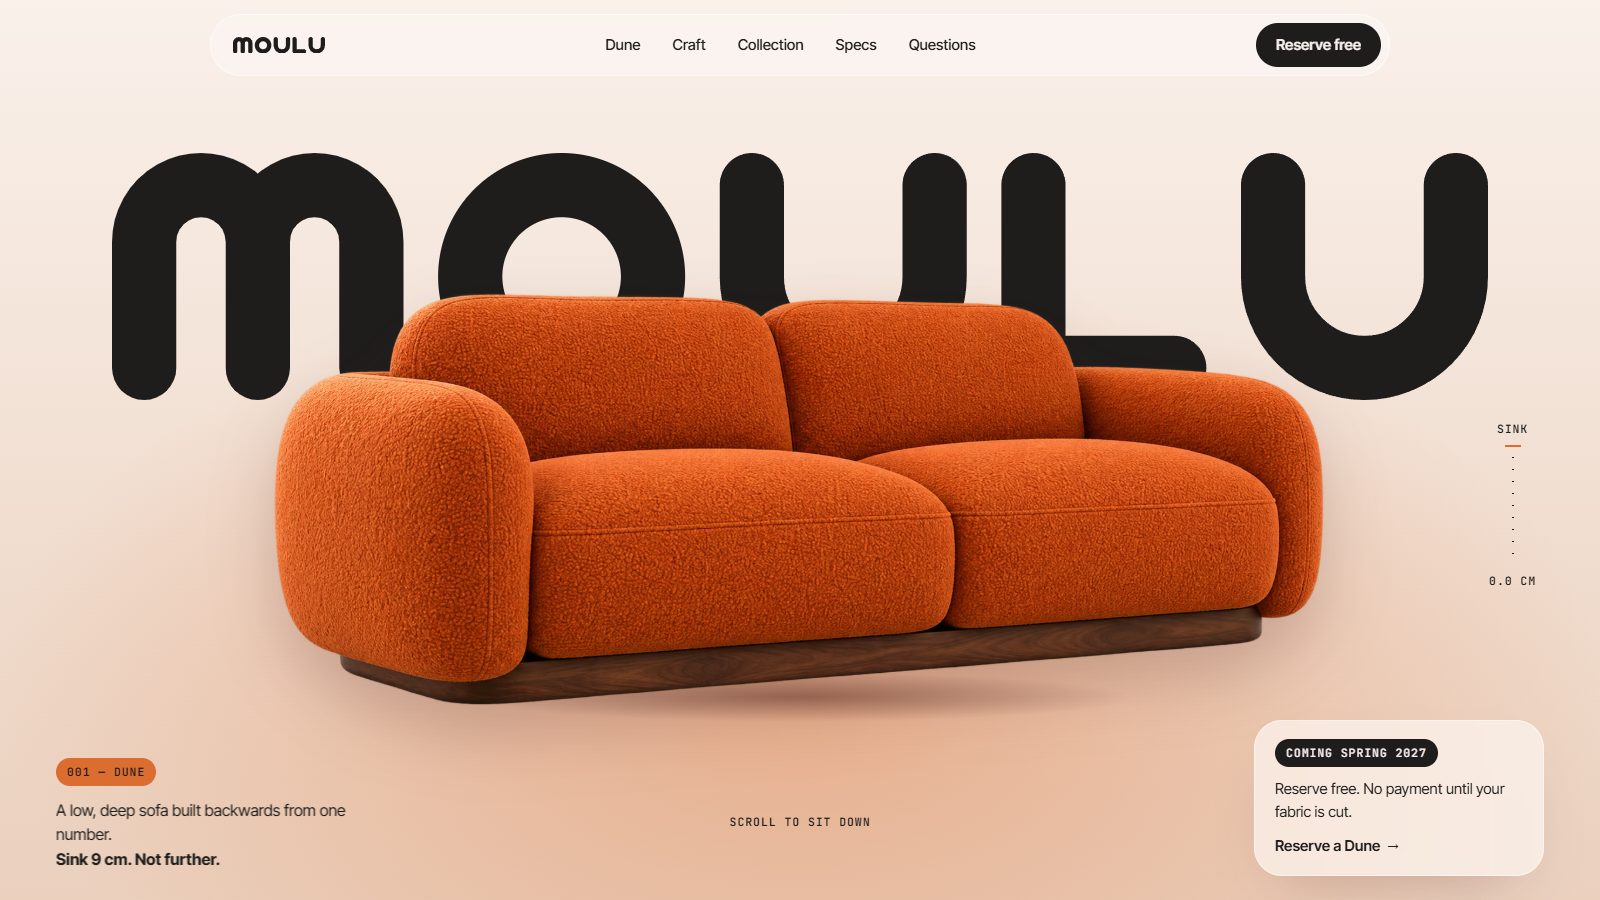 MOULU
Dune
Craft
Collection
Specs
Questions
Reserve free
MOULU
SINK
0.0 CM
001 — DUNE
A low, deep sofa built backwards from one
number.
Sink 9 cm. Not further.
SCROLL TO SIT DOWN
COMING SPRING 2027
Reserve free. No payment until your
fabric is cut.
Reserve a Dune →